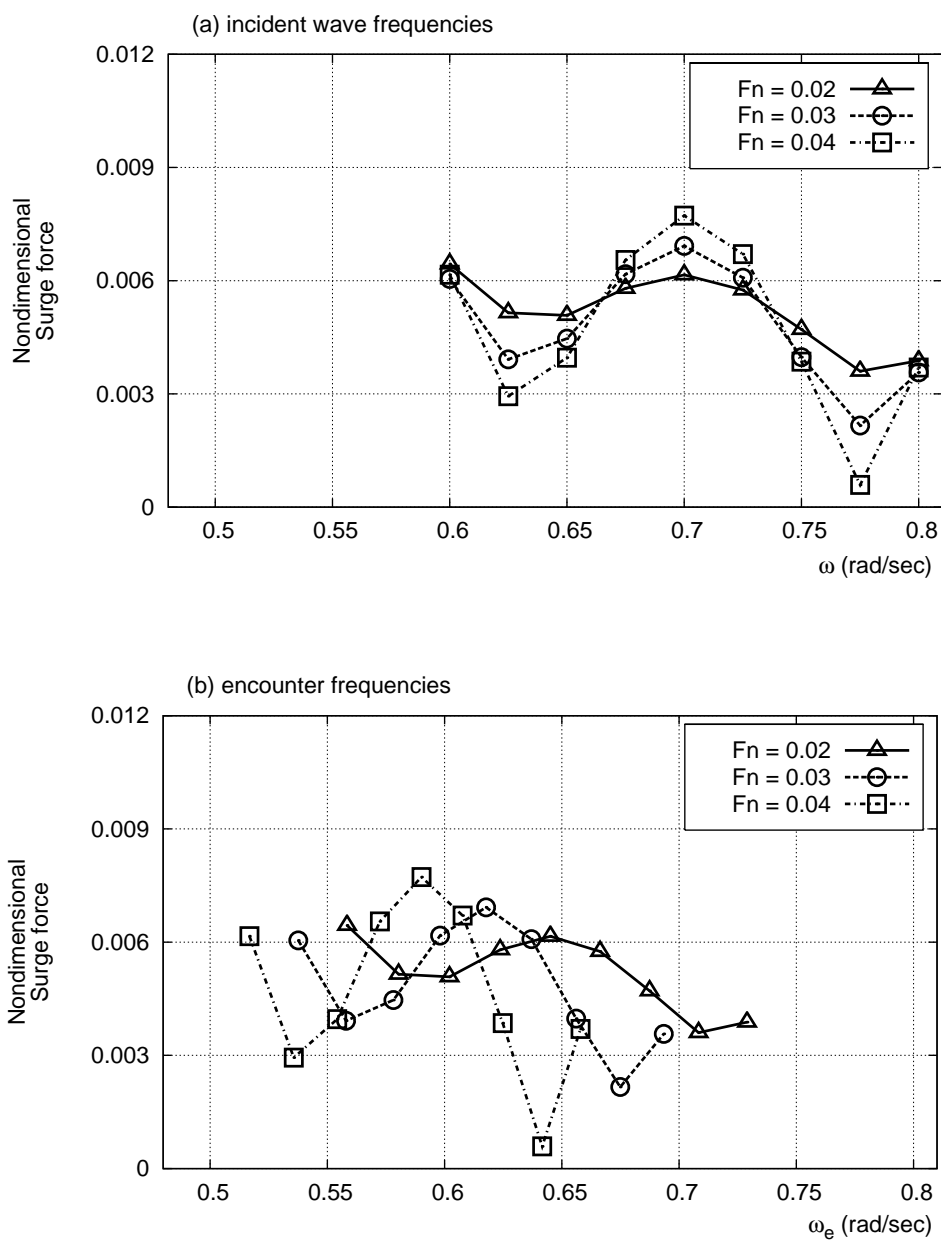 (a) incident wave frequencies
0.012
0.009
0.006
0.003
0
Nondimensional
Surge force
Fn = 0.02
Fn = 0.03
Fn = 0.04
0.5 0.55 0.6 0.65 0.7 0.75 0.8
ω (rad/sec)
(b) encounter frequencies
0.012
0.009
0.006
0.003
0
Nondimensional
Surge force
Fn = 0.02
Fn = 0.03
Fn = 0.04
0.5 0.55 0.6 0.65 0.7 0.75 0.8
ωe (rad/sec)